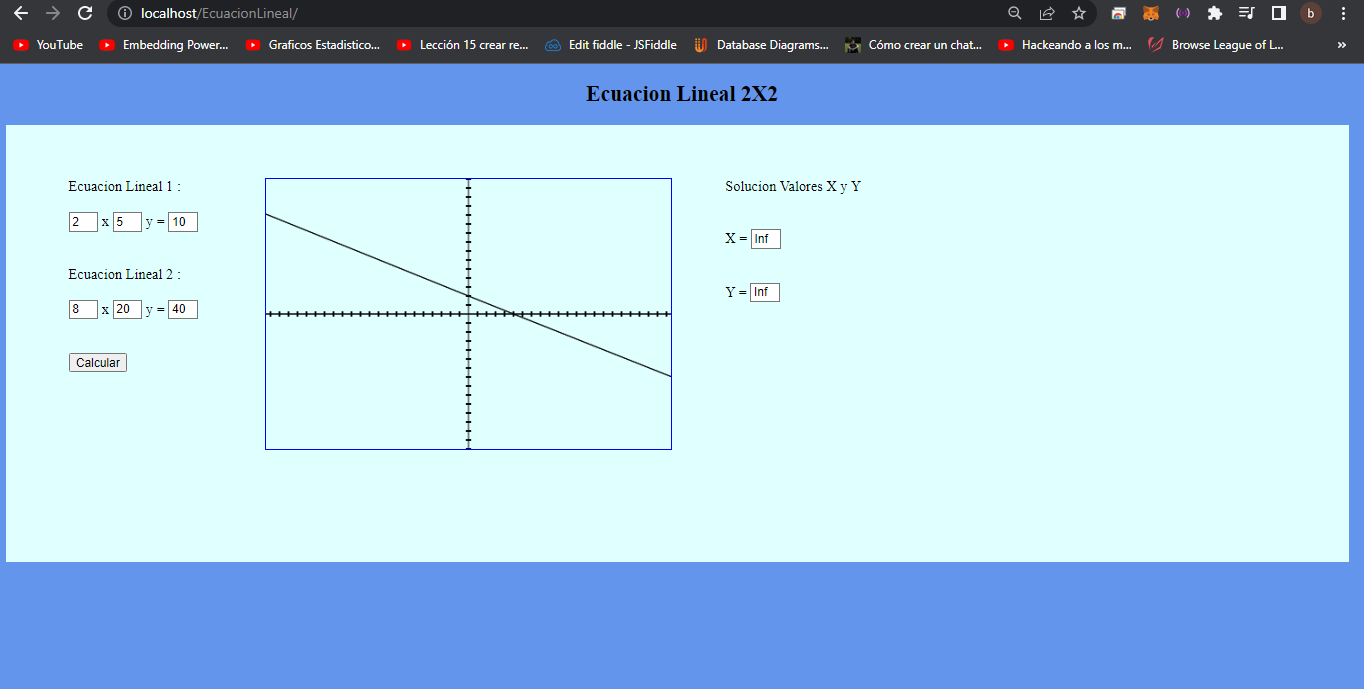 localhost/EcuacionLineal/
b
YouTube Embedding Power... Graficos Estadistico... Lección 15 crear re... Edit fiddle - JSFiddle Database Diagrams... Cómo crear un chat... Hackeando a los m... Browse League of L... »
Ecuacion Lineal 2X2
Ecuacion Lineal 1 :
2 x 5 y = 10
Ecuacion Lineal 2 :
8 x 20 y = 40
Calcular
Solucion Valores X y Y
X = Inf
Y = Inf